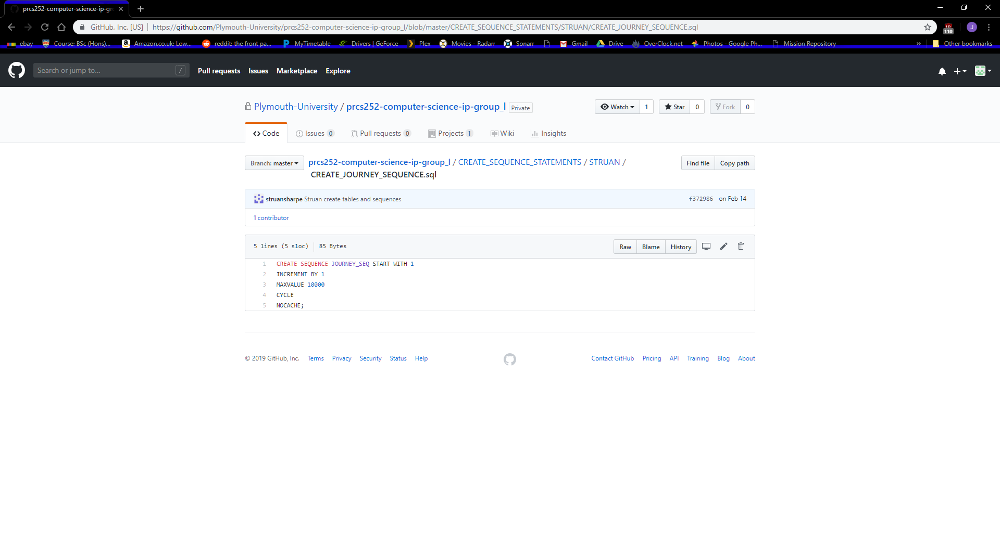 prcs252-computer-science-ip-gro
GitHub, Inc. [US] | https://github.com/Plymouth-University/prcs252-computer-science-ip-group_l/blob/master/CREATE_SEQUENCE_STATEMENTS/STRUAN/CREATE_JOURNEY_SEQUENCE.sql 110 J
ebay Course: BSc (Hons)... Amazon.co.uk: Low... reddit: the front pa... MyTimetable Drivers | GeForce Plex Movies - Radarr Sonarr Gmail Drive OverClock.net Photos - Google Ph... Mission Repository » Other bookmarks
Search or jump to... / Pull requests Issues Marketplace Explore
Plymouth-University / prcs252-computer-science-ip-group_l Private Watch 1 Star 0 Fork 0
Code Issues 0 Pull requests 0 Projects 1 Wiki Insights
Branch: master prcs252-computer-science-ip-group_l / CREATE_SEQUENCE_STATEMENTS / STRUAN / Find file Copy path
CREATE_JOURNEY_SEQUENCE.sql
struansharpe Struan create tables and sequences f372986 on Feb 14
1 contributor
5 lines (5 sloc) 85 Bytes Raw Blame History
1 CREATE SEQUENCE JOURNEY_SEQ START WITH 1
2 INCREMENT BY 1
3 MAXVALUE 10000
4 CYCLE
5 NOCACHE;
© 2019 GitHub, Inc. Terms Privacy Security Status Help Contact GitHub Pricing API Training Blog About